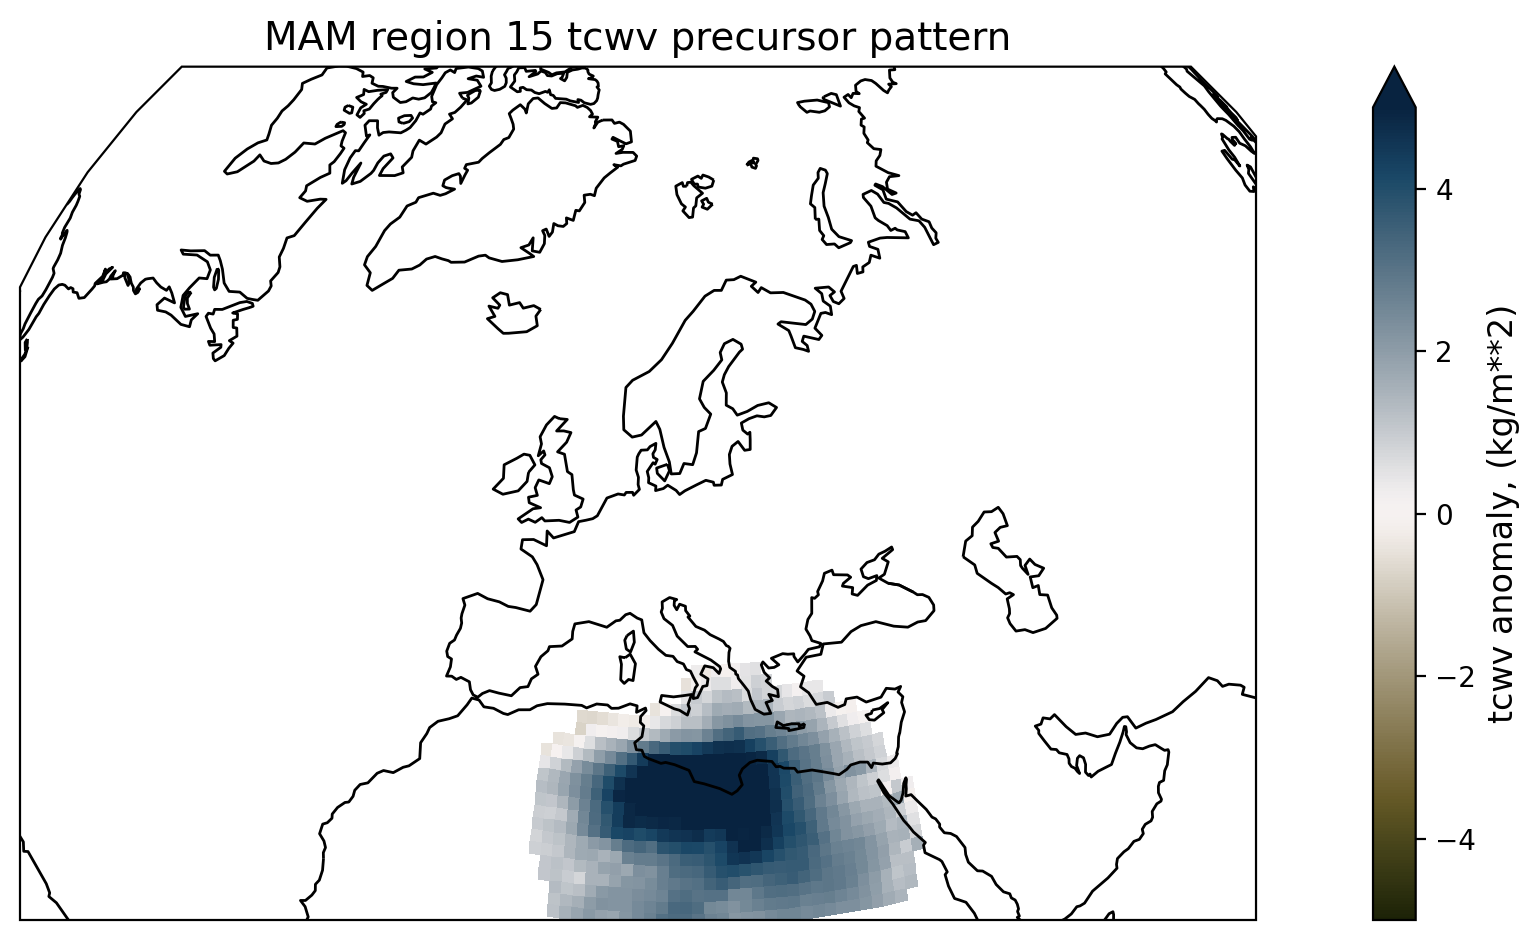 MAM region 15 tcwv precursor pattern
4
2
0
−2
−4
tcwv anomaly, (kg/m**2)